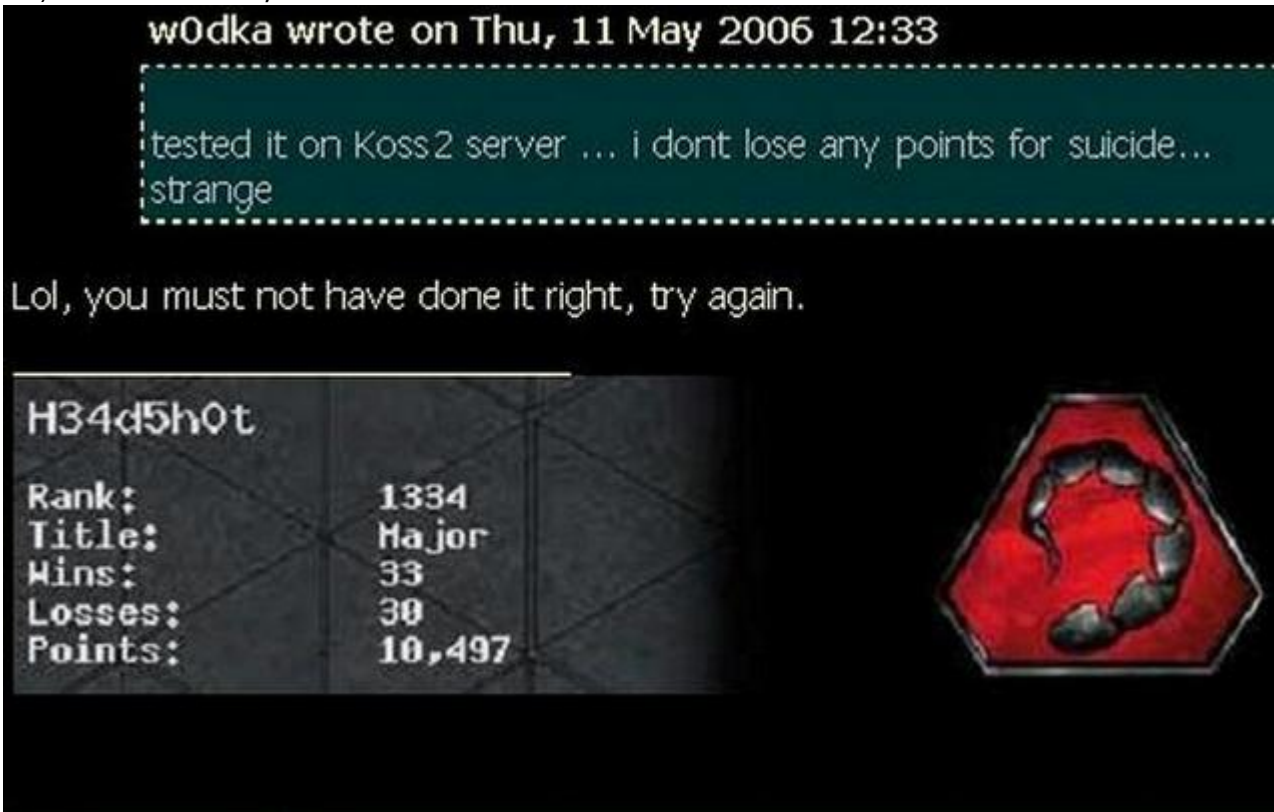 w0dka wrote on Thu, 11 May 2006 12:33
tested it on Koss2 server ... i dont lose any points for suicide...
strange
Lol, you must not have done it right, try again.
H34d5h0t
Rank: 1334
Title: Major
Wins: 33
Losses: 30
Points: 10,497